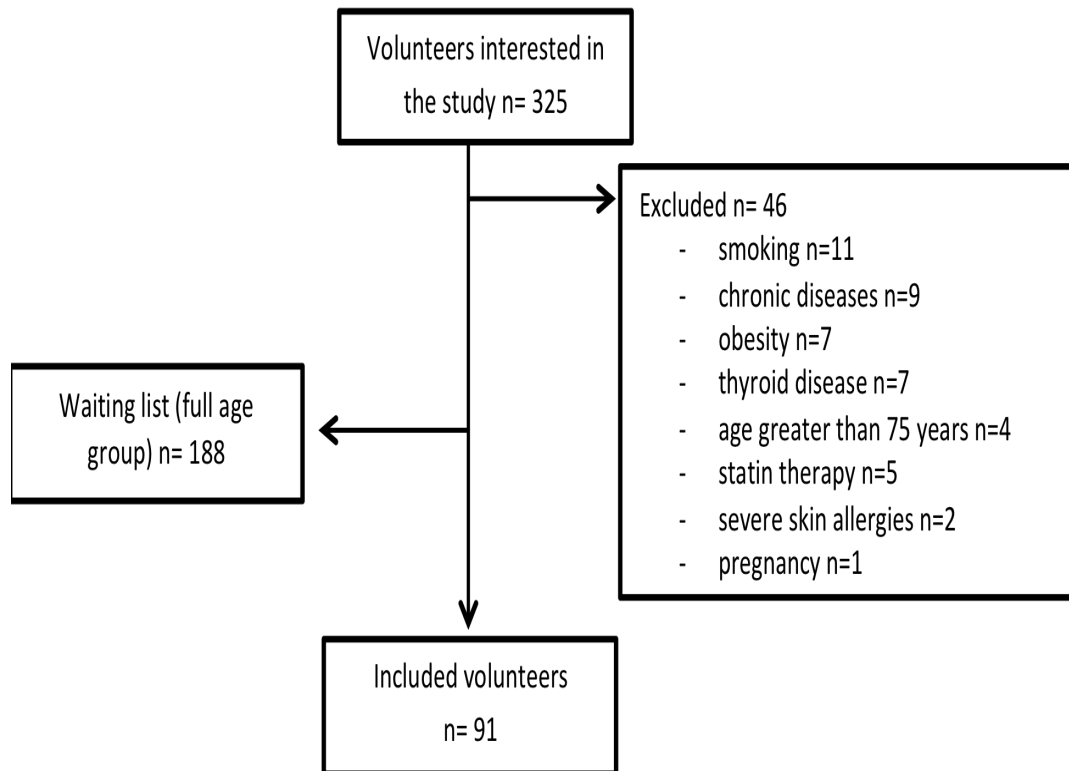 Volunteers interested in
the study n= 325
Excluded n= 46
- smoking n=11
- chronic diseases n=9
- obesity n=7
- thyroid disease n=7
- age greater than 75 years n=4
- statin therapy n=5
- severe skin allergies n=2
- pregnancy n=1
Waiting list (full age
group) n= 188
Included volunteers
n= 91